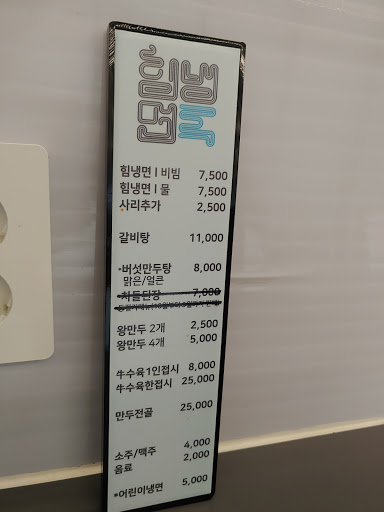 힘냉
면옥
힘냉면 | 비빔 7,500
힘냉면 | 물 7,500
사리추가 2,500
갈비탕 11,000
·버섯만두탕 8,000
맑은/얼큰
차돌된장 7,000
왕만두 2개 2,500
왕만두 4개 5,000
牛수육1인접시 8,000
牛수육한접시 25,000
만두전골 25,000
소주/맥주 4,000
음료 2,000
*어린이냉면 5,000